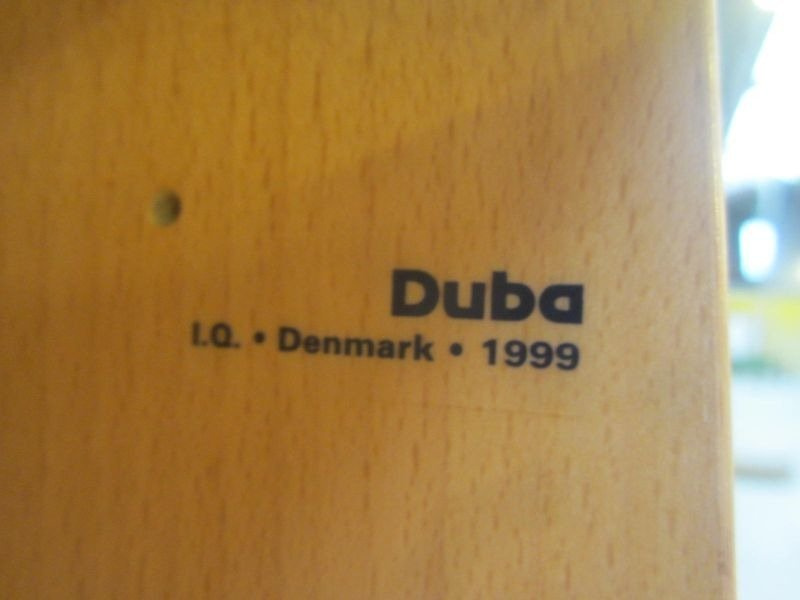 Duba
I.Q. • Denmark • 1999